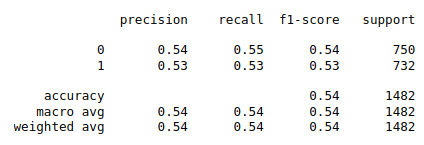 precision recall f1-score support
0 0.54 0.55 0.54 750
1 0.53 0.53 0.53 732
accuracy 0.54 1482
macro avg 0.54 0.54 0.54 1482
weighted avg 0.54 0.54 0.54 1482